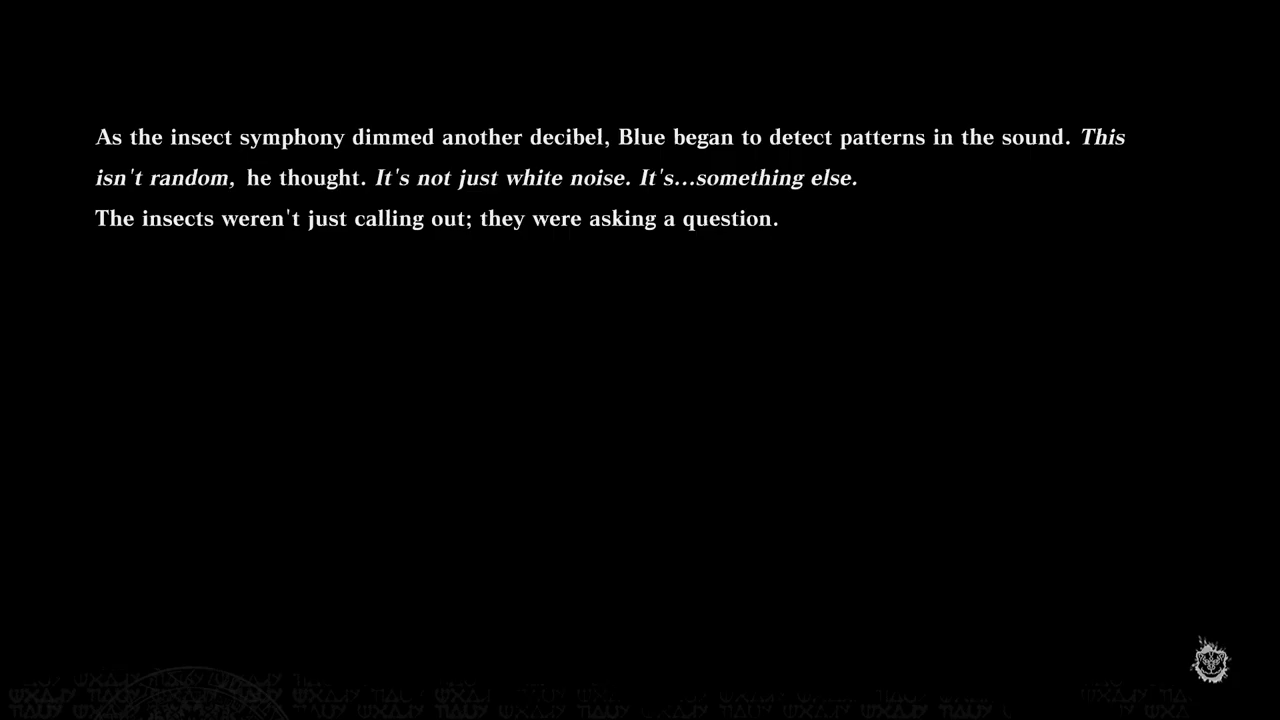 As the insect symphony dimmed another decibel, Blue began to detect patterns in the sound. This
isn't random, he thought. It's not just white noise. It's...something else.
The insects weren't just calling out; they were asking a question.